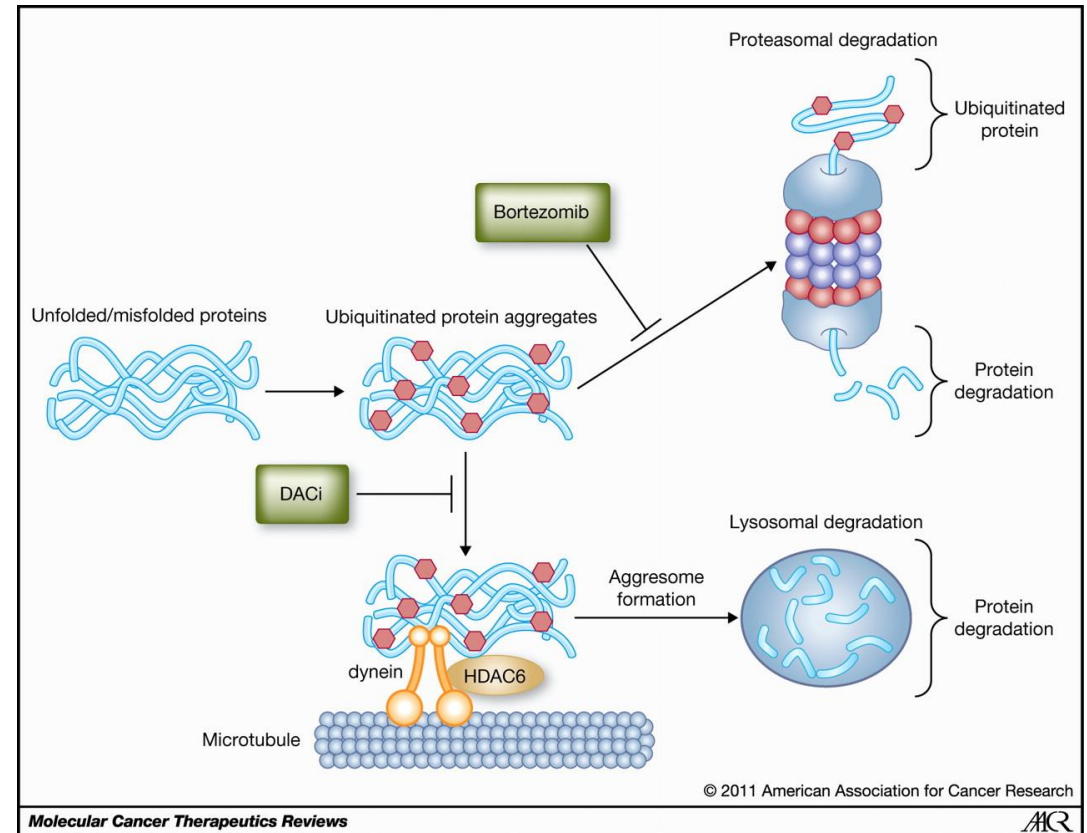 Proteasomal degradation
Ubiquitinated
protein
Bortezomib
Unfolded/misfolded proteins
Ubiquitinated protein aggregates
Protein
degradation
DACi
Lysosomal degradation
Aggresome
formation
Protein
degradation
dynein
HDAC6
Microtubule
© 2011 American Association for Cancer Research
Molecular Cancer Therapeutics Reviews
AACR